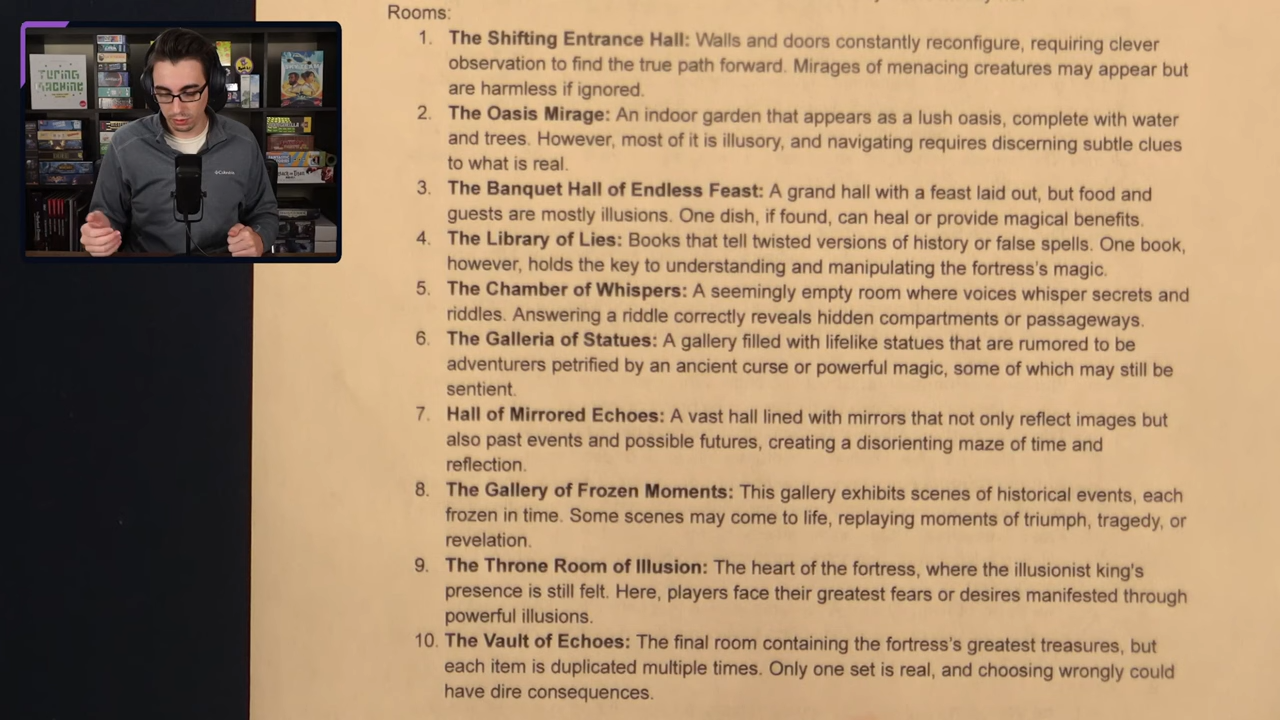 Rooms:
1. The Shifting Entrance Hall: Walls and doors constantly reconfigure, requiring clever
observation to find the true path forward. Mirages of menacing creatures may appear but
are harmless if ignored.
2. The Oasis Mirage: An indoor garden that appears as a lush oasis, complete with water
and trees. However, most of it is illusory, and navigating requires discerning subtle clues
to what is real.
3. The Banquet Hall of Endless Feast: A grand hall with a feast laid out, but food and
guests are mostly illusions. One dish, if found, can heal or provide magical benefits.
4. The Library of Lies: Books that tell twisted versions of history or false spells. One book,
however, holds the key to understanding and manipulating the fortress's magic.
5. The Chamber of Whispers: A seemingly empty room where voices whisper secrets and
riddles. Answering a riddle correctly reveals hidden compartments or passageways.
6. The Galleria of Statues: A gallery filled with lifelike statues that are rumored to be
adventurers petrified by an ancient curse or powerful magic, some of which may still be
sentient.
7. Hall of Mirrored Echoes: A vast hall lined with mirrors that not only reflect images but
also past events and possible futures, creating a disorienting maze of time and
reflection.
8. The Gallery of Frozen Moments: This gallery exhibits scenes of historical events, each
frozen in time. Some scenes may come to life, replaying moments of triumph, tragedy, or
revelation.
9. The Throne Room of Illusion: The heart of the fortress, where the illusionist king's
presence is still felt. Here, players face their greatest fears or desires manifested through
powerful illusions.
10. The Vault of Echoes: The final room containing the fortress's greatest treasures, but
each item is duplicated multiple times. Only one set is real, and choosing wrongly could
have dire consequences.
TURING
MACHINE
Columbia